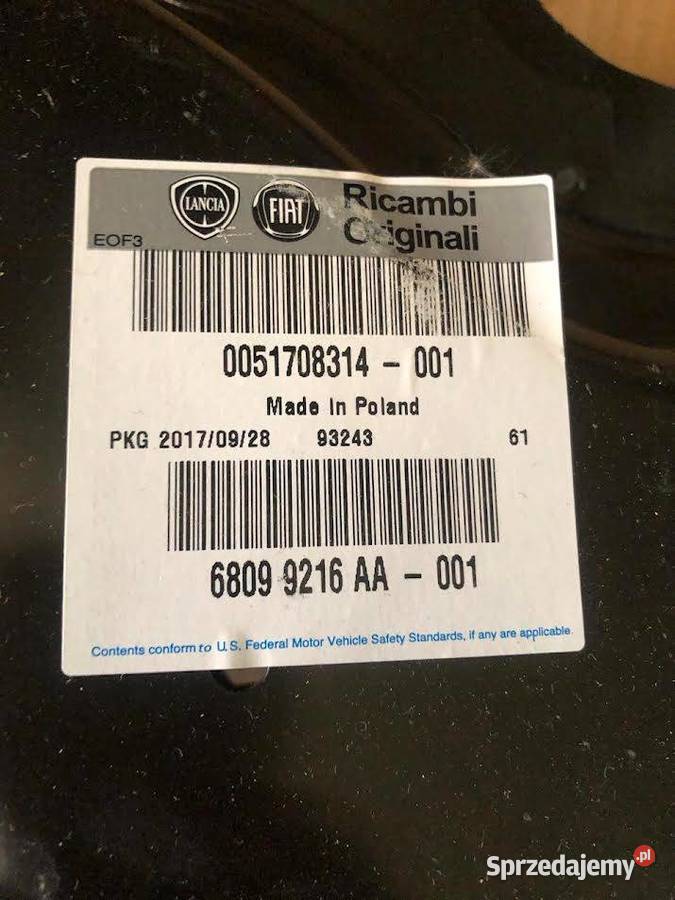 LANCIA FIAT Ricambi
Originali
EOF3
0051708314 - 001
Made In Poland
PKG 2017/09/28 93243 61
6809 9216 AA - 001
Contents conform to U.S. Federal Motor Vehicle Safety Standards, if any are applicable.
Sprzedajemy.pl